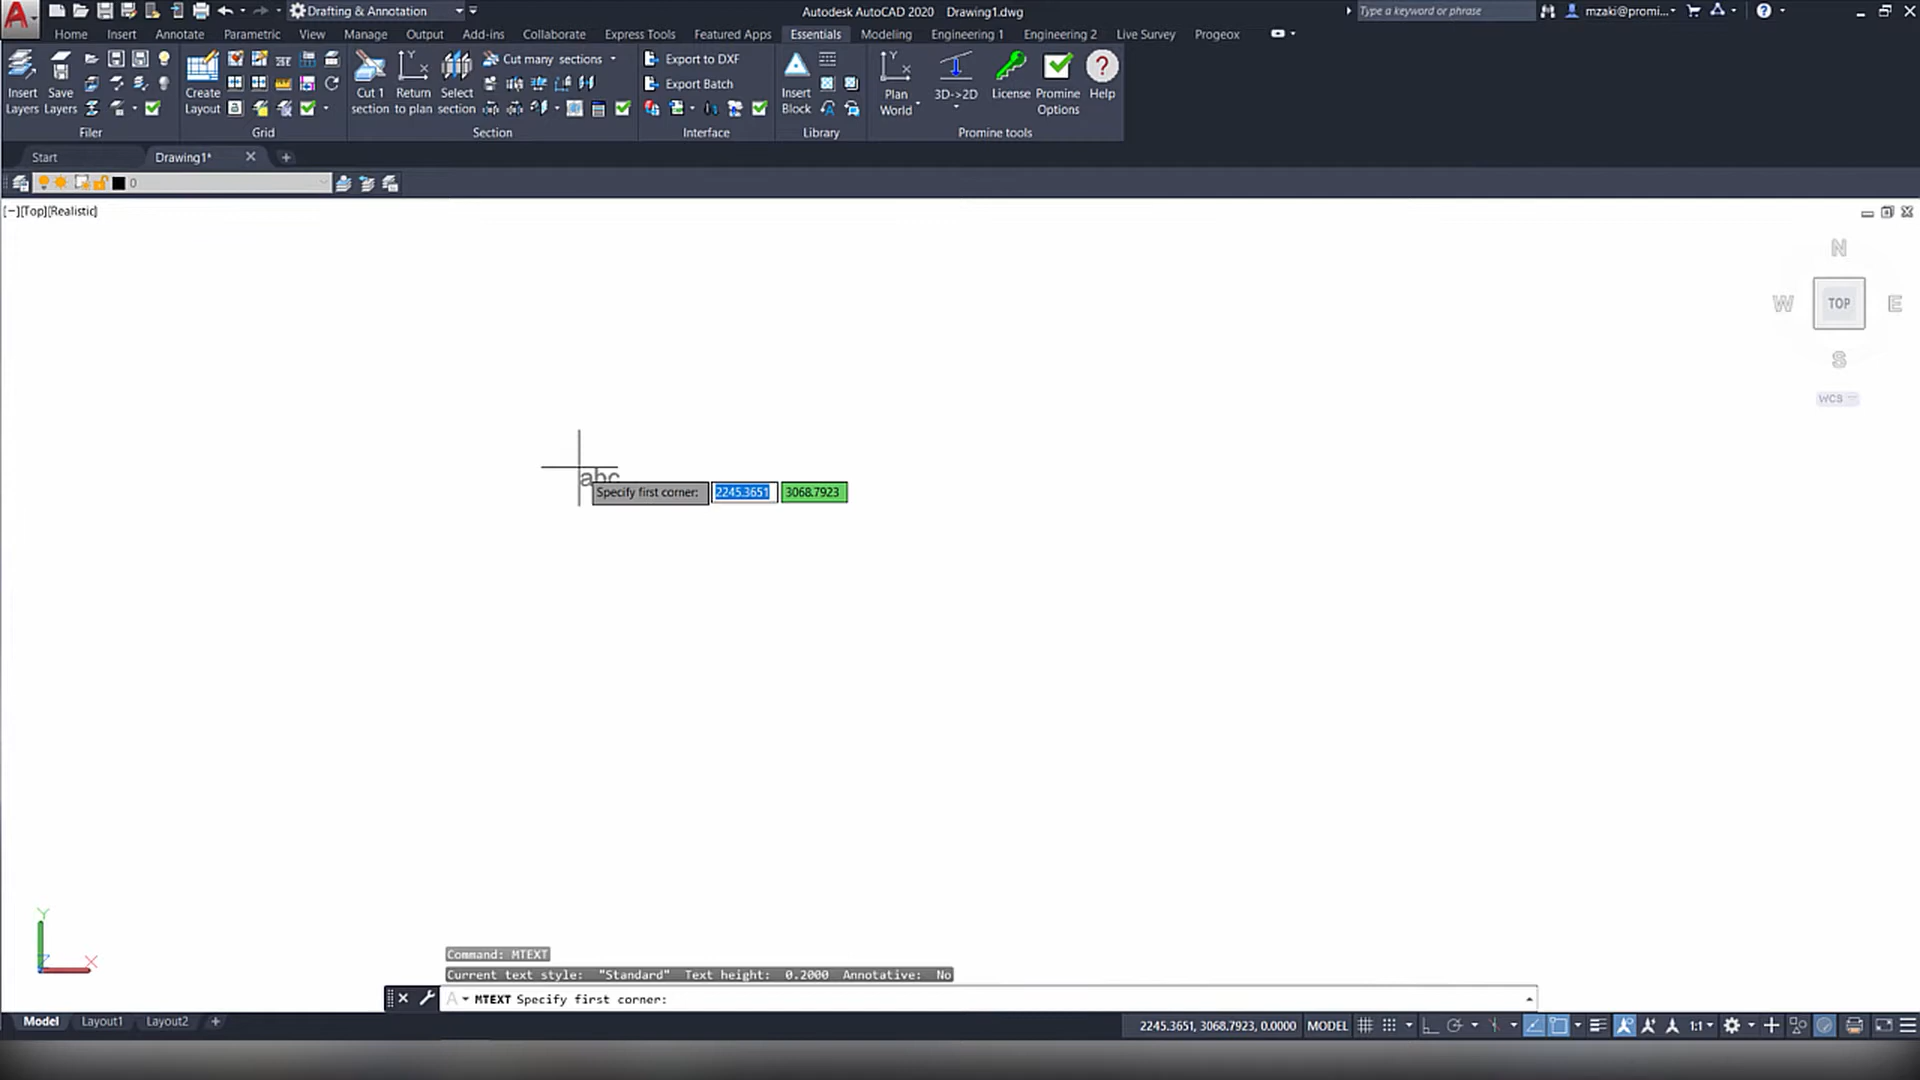 Drafting & Annotation
Autodesk AutoCAD 2020 Drawing1.dwg
Type a keyword or phrase
mzaki@promi...
Home Insert Annotate Parametric View Manage Output Add-ins Collaborate Express Tools Featured Apps Essentials Modeling Engineering 1 Engineering 2 Live Survey Progeox
Insert Layers
Save Layers
Create Layout
Cut 1 section
Return to plan
Select section
Cut many sections
Export to DXF
Export Batch
Insert Block
Plan World
3D->2D
License
Promine Options
Help
Filer Grid Section Interface Library Promine tools
Start Drawing1*
0
[−][Top][Realistic]
N
W TOP E
S
WCS
abc
Specify first corner: 2245.3651 3068.7923
Y
X
Command: MTEXT
Current text style: "Standard" Text height: 0.2000 Annotative: No
MTEXT Specify first corner:
Model Layout1 Layout2
2245.3651, 3068.7923, 0.0000 MODEL 1:1